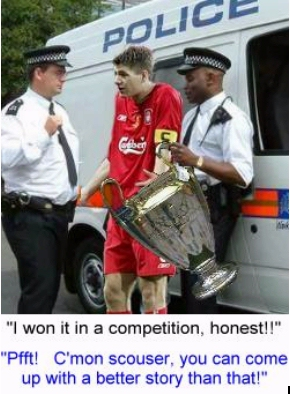 POLICE
Carlsberg
"I won it in a competition, honest!!"
"Pfft! C'mon scouser, you can come
up with a better story than that!"